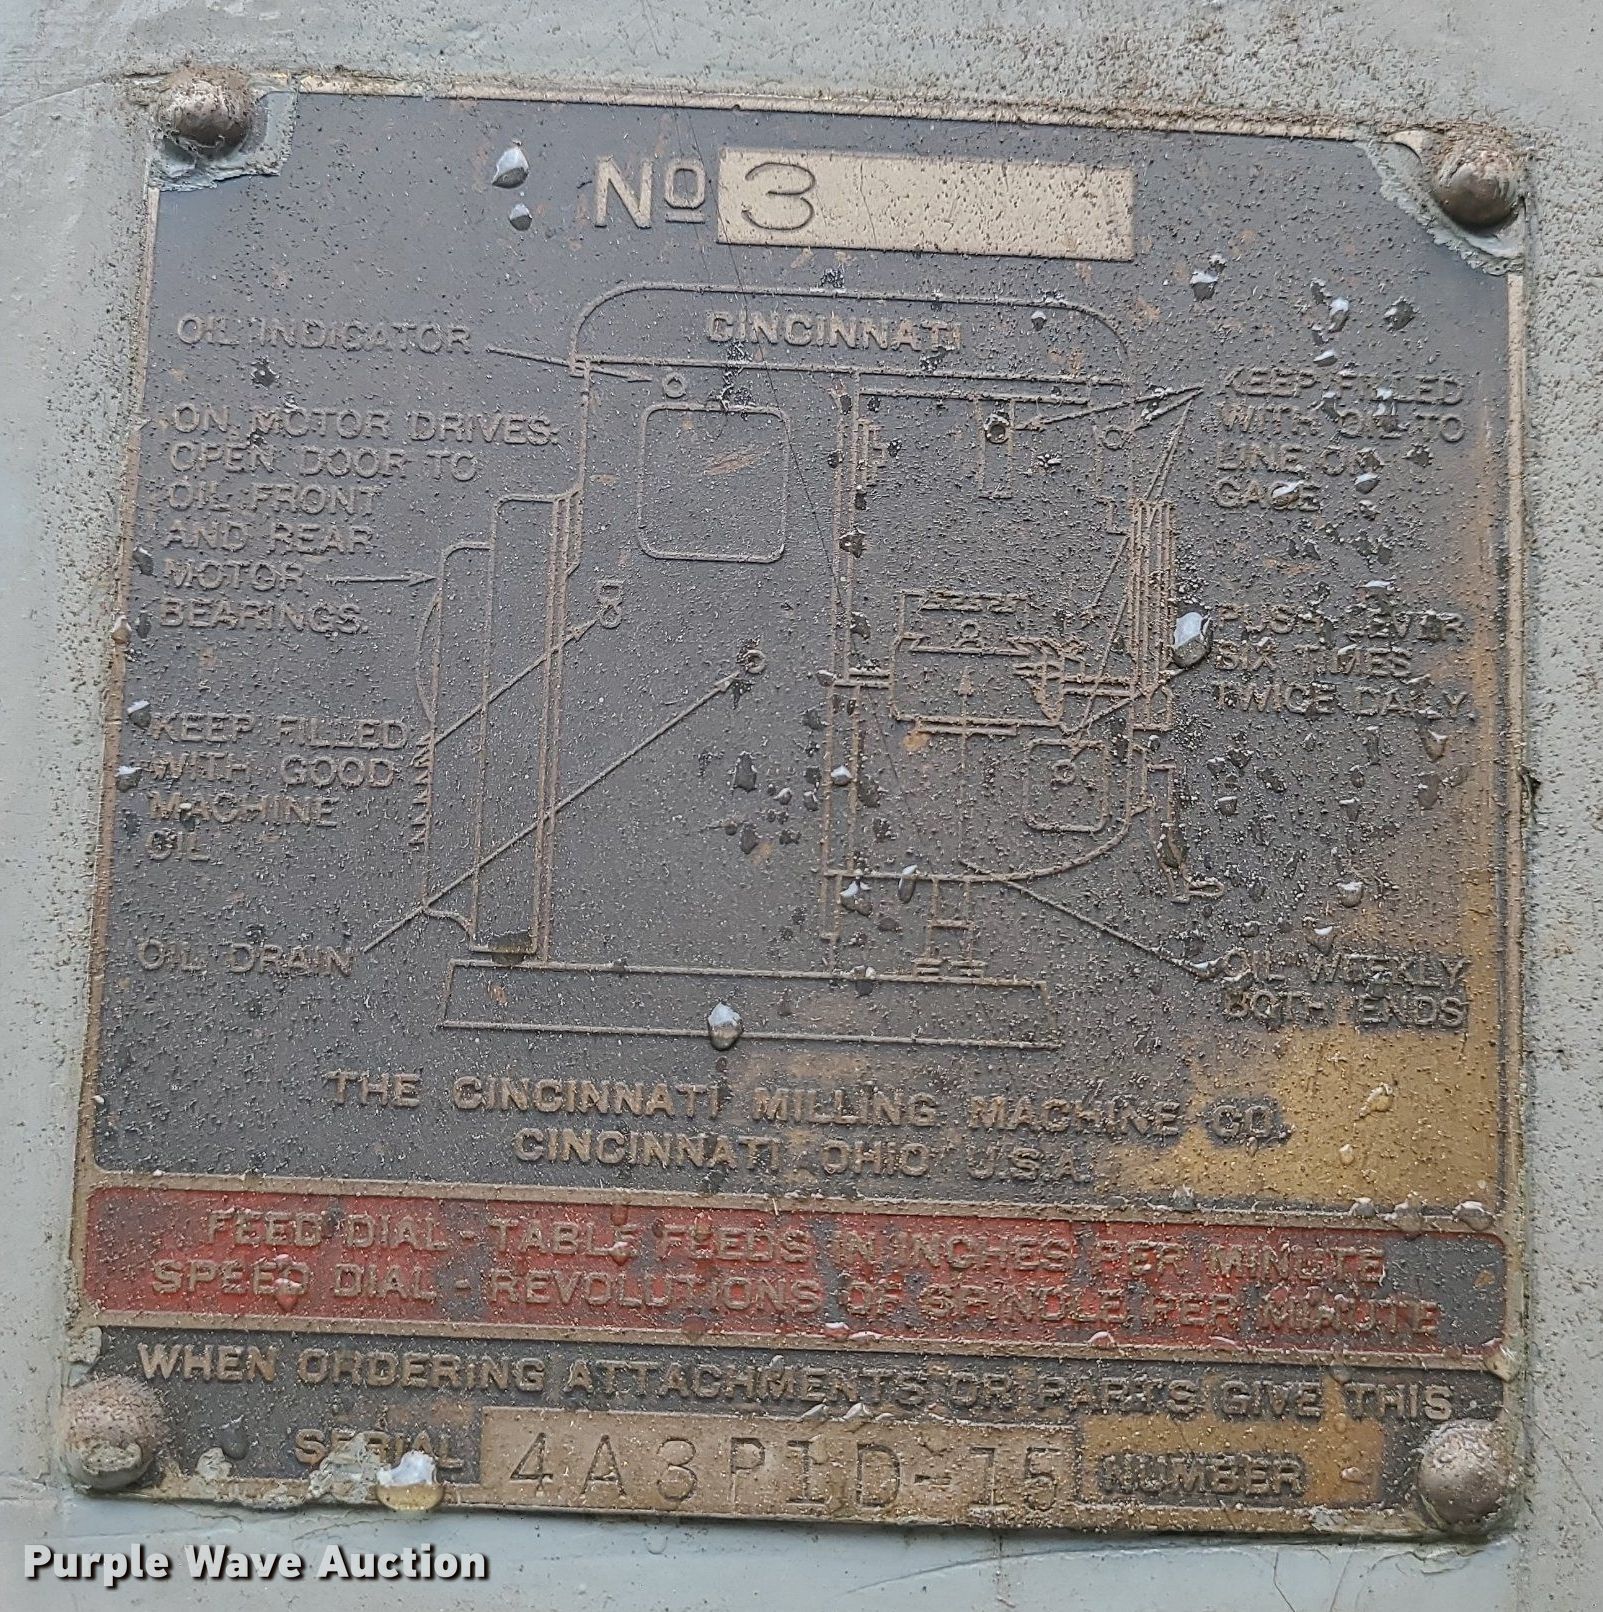 No 3
CINCINNATI
OIL INDICATOR
ON MOTOR DRIVES:
OPEN DOOR TO
OIL FRONT
AND REAR
MOTOR
BEARINGS.
KEEP FILLED
WITH GOOD
MACHINE
OIL
OIL DRAIN
KEEP FILLED
WITH OIL TO
LINE ON
GAGE
PUSH LEVER
SIX TIMES
TWICE DAILY
OIL WEEKLY
BOTH ENDS
THE CINCINNATI MILLING MACHINE CO.
CINCINNATI, OHIO U.S.A.
FEED DIAL - TABLE FEEDS IN INCHES PER MINUTE
SPEED DIAL - REVOLUTIONS OF SPINDLE PER MINUTE
WHEN ORDERING ATTACHMENTS OR PARTS GIVE THIS
SERIAL 4A3P1D-15 NUMBER
Purple Wave Auction